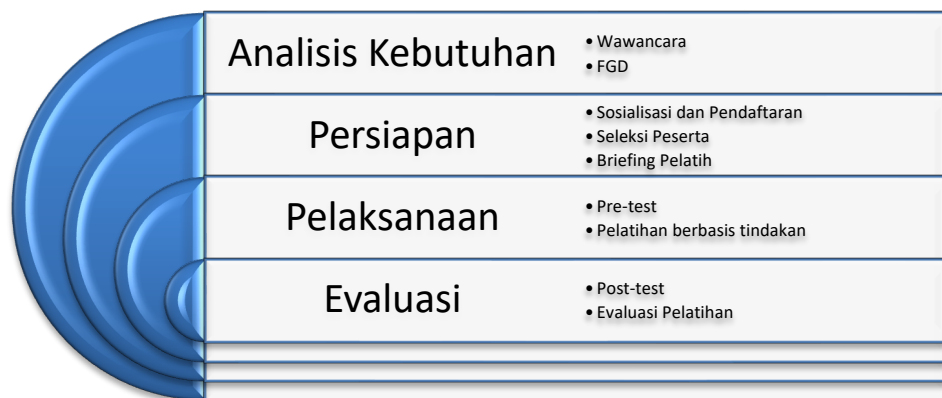 Analisis Kebutuhan
• Wawancara
• FGD
Persiapan
• Sosialisasi dan Pendaftaran
• Seleksi Peserta
• Briefing Pelatih
Pelaksanaan
• Pre-test
• Pelatihan berbasis tindakan
Evaluasi
• Post-test
• Evaluasi Pelatihan